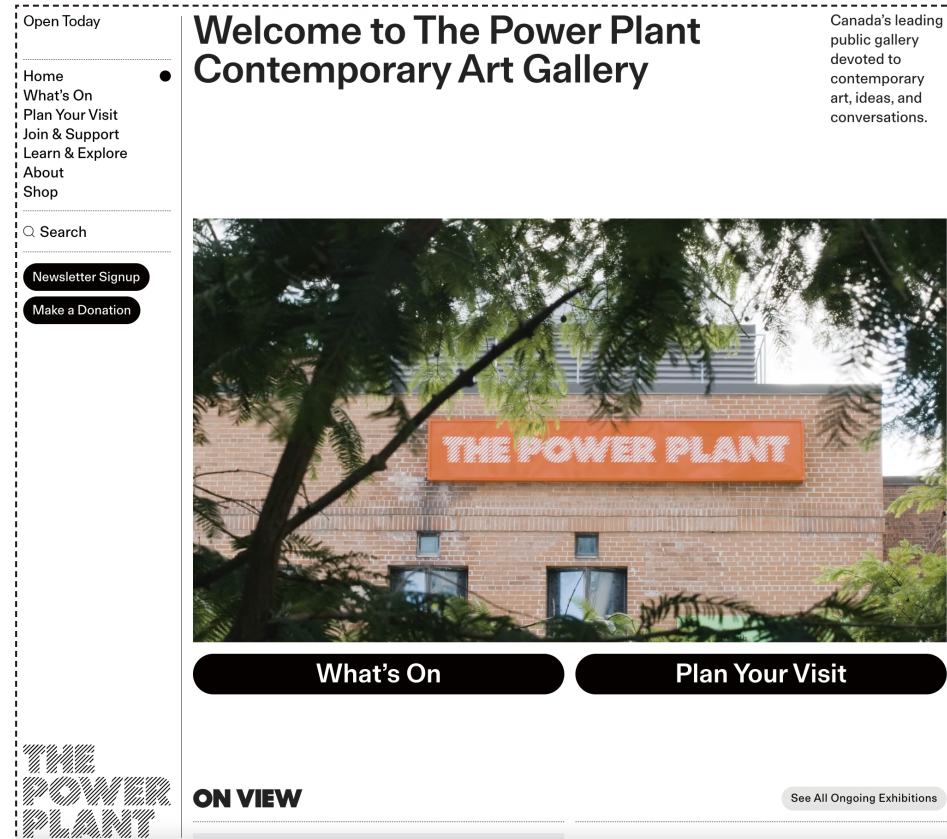 Open Today
Home
What's On
Plan Your Visit
Join & Support
Learn & Explore
About
Shop
Search
Newsletter Signup
Make a Donation
THE
POWER
PLANT
Welcome to The Power Plant
Contemporary Art Gallery
Canada's leading
public gallery
devoted to
contemporary
art, ideas, and
conversations.
THE POWER PLANT
What's On
Plan Your Visit
ON VIEW
See All Ongoing Exhibitions